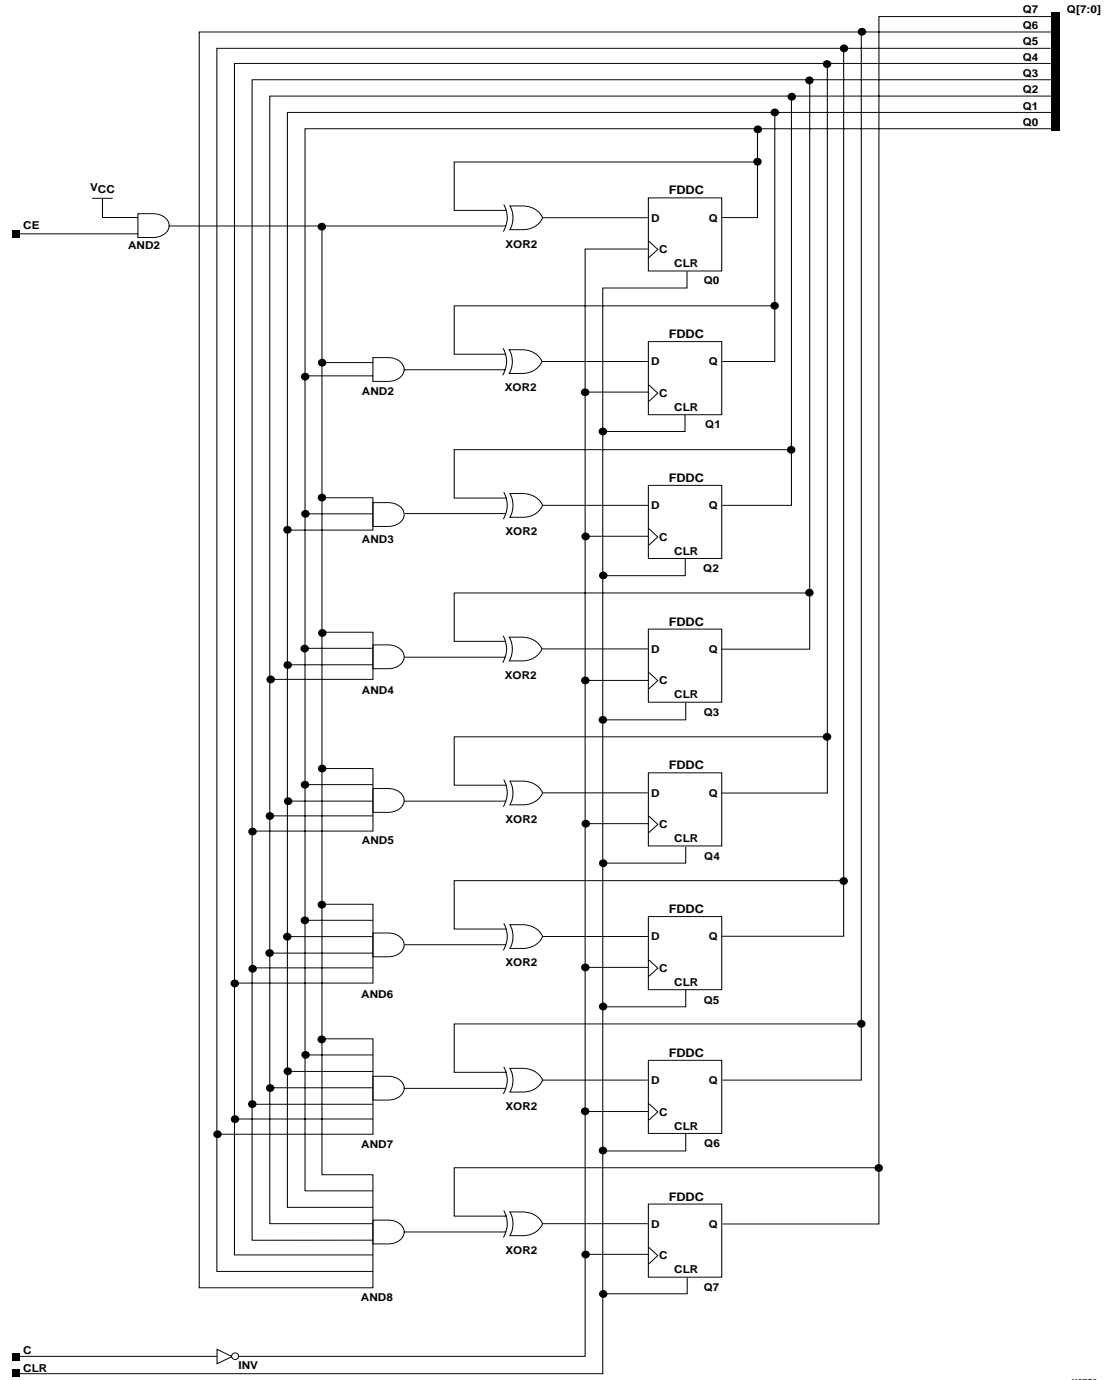 Q7 Q[7:0]
Q6
Q5
Q4
Q3
Q2
Q1
Q0
VCC
CE
AND2
XOR2
FDDC
D Q
C
CLR
Q0
AND2
XOR2
FDDC
D Q
C
CLR
Q1
AND3
XOR2
FDDC
D Q
C
CLR
Q2
AND4
XOR2
FDDC
D Q
C
CLR
Q3
AND5
XOR2
FDDC
D Q
C
CLR
Q4
AND6
XOR2
FDDC
D Q
C
CLR
Q5
AND7
XOR2
FDDC
D Q
C
CLR
Q6
AND8
XOR2
FDDC
D Q
C
CLR
Q7
C
INV
CLR